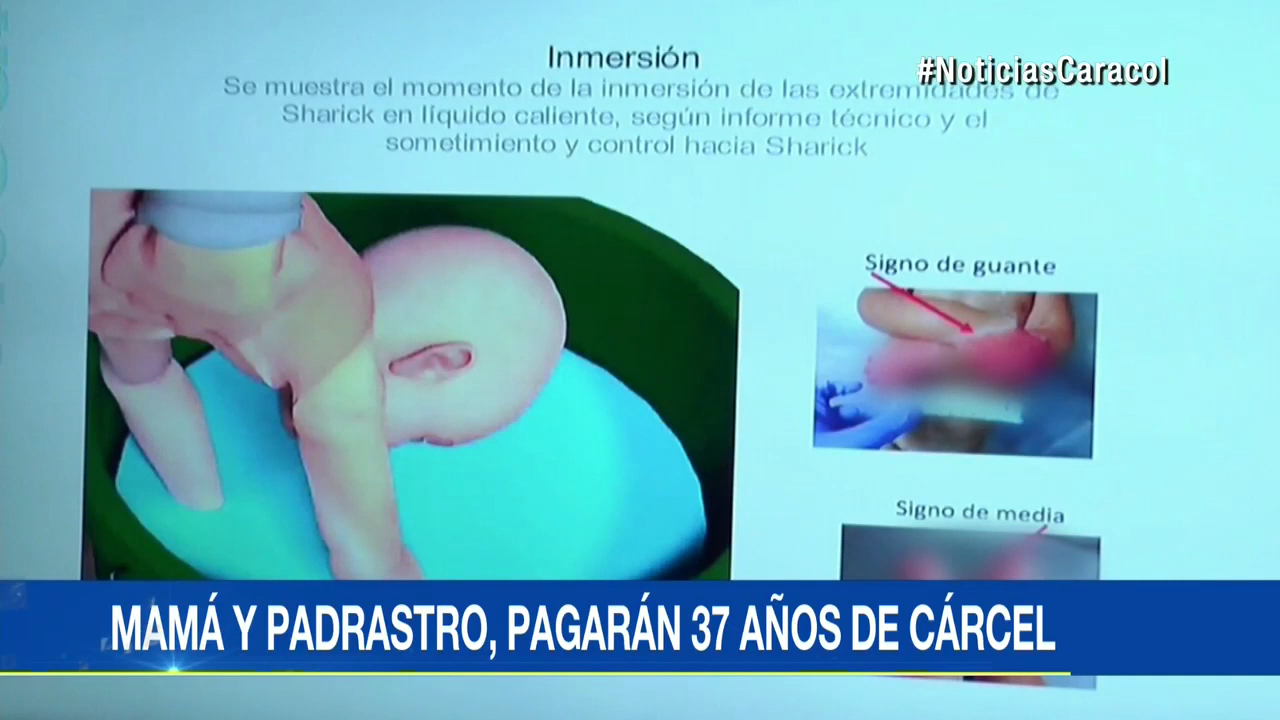 Inmersión
#NoticiasCaracol
Se muestra el momento de la inmersión de las extremidades de
Sharick en líquido caliente, según informe técnico y el
sometimiento y control hacia Sharick
Signo de guante
Signo de media
MAMÁ Y PADRASTRO, PAGARÁN 37 AÑOS DE CÁRCEL